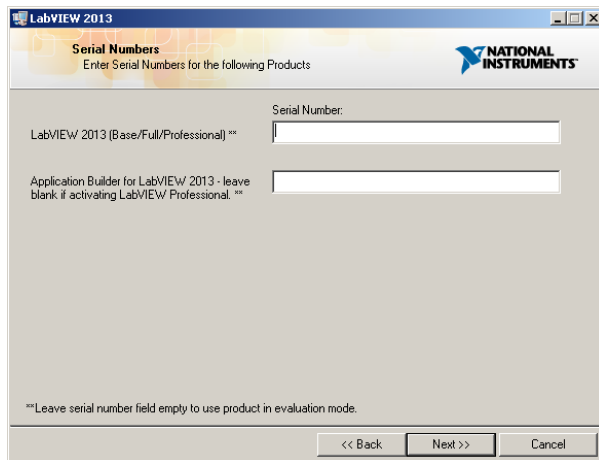 LabVIEW 2013
Serial Numbers
Enter Serial Numbers for the following Products
NATIONAL
INSTRUMENTS™
Serial Number:
LabVIEW 2013 (Base/Full/Professional) **
Application Builder for LabVIEW 2013 - leave
blank if activating LabVIEW Professional. **
**Leave serial number field empty to use product in evaluation mode.
<< Back
Next >>
Cancel